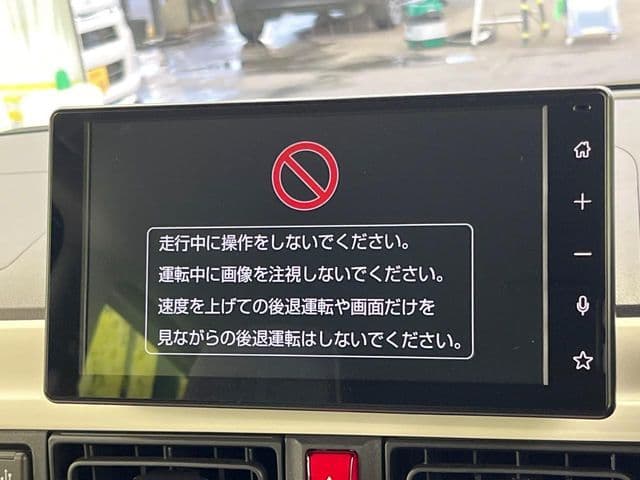 走行中に操作をしないでください。
運転中に画像を注視しないでください。
速度を上げての後退運転や画面だけを
見ながらの後退運転はしないでください。